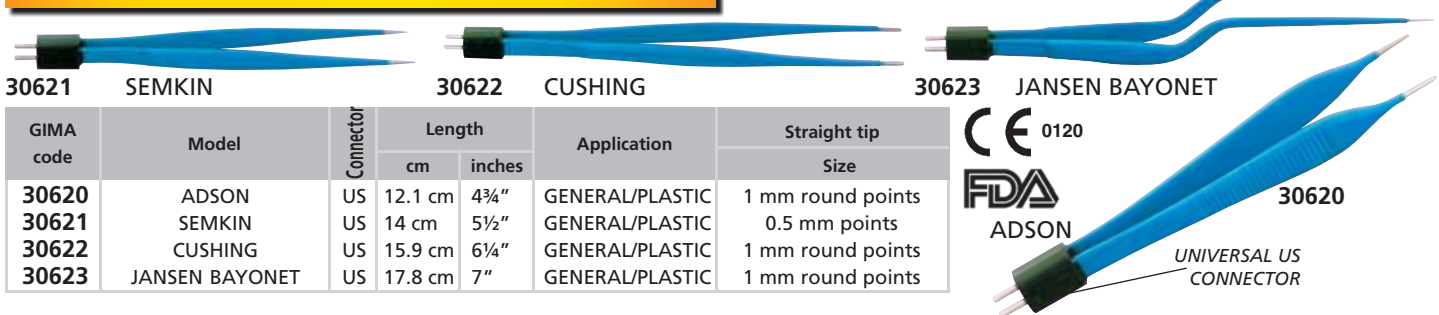 30621 SEMKIN
30622 CUSHING
30623 JANSEN BAYONET
GIMA code Model Connector Length Application Straight tip
cm inches Size
30620 ADSON US 12.1 cm 4¾” GENERAL/PLASTIC 1 mm round points
30621 SEMKIN US 14 cm 5½” GENERAL/PLASTIC 0.5 mm points
30622 CUSHING US 15.9 cm 6¼” GENERAL/PLASTIC 1 mm round points
30623 JANSEN BAYONET US 17.8 cm 7” GENERAL/PLASTIC 1 mm round points
CE 0120
FDA
ADSON
30620
UNIVERSAL US
CONNECTOR